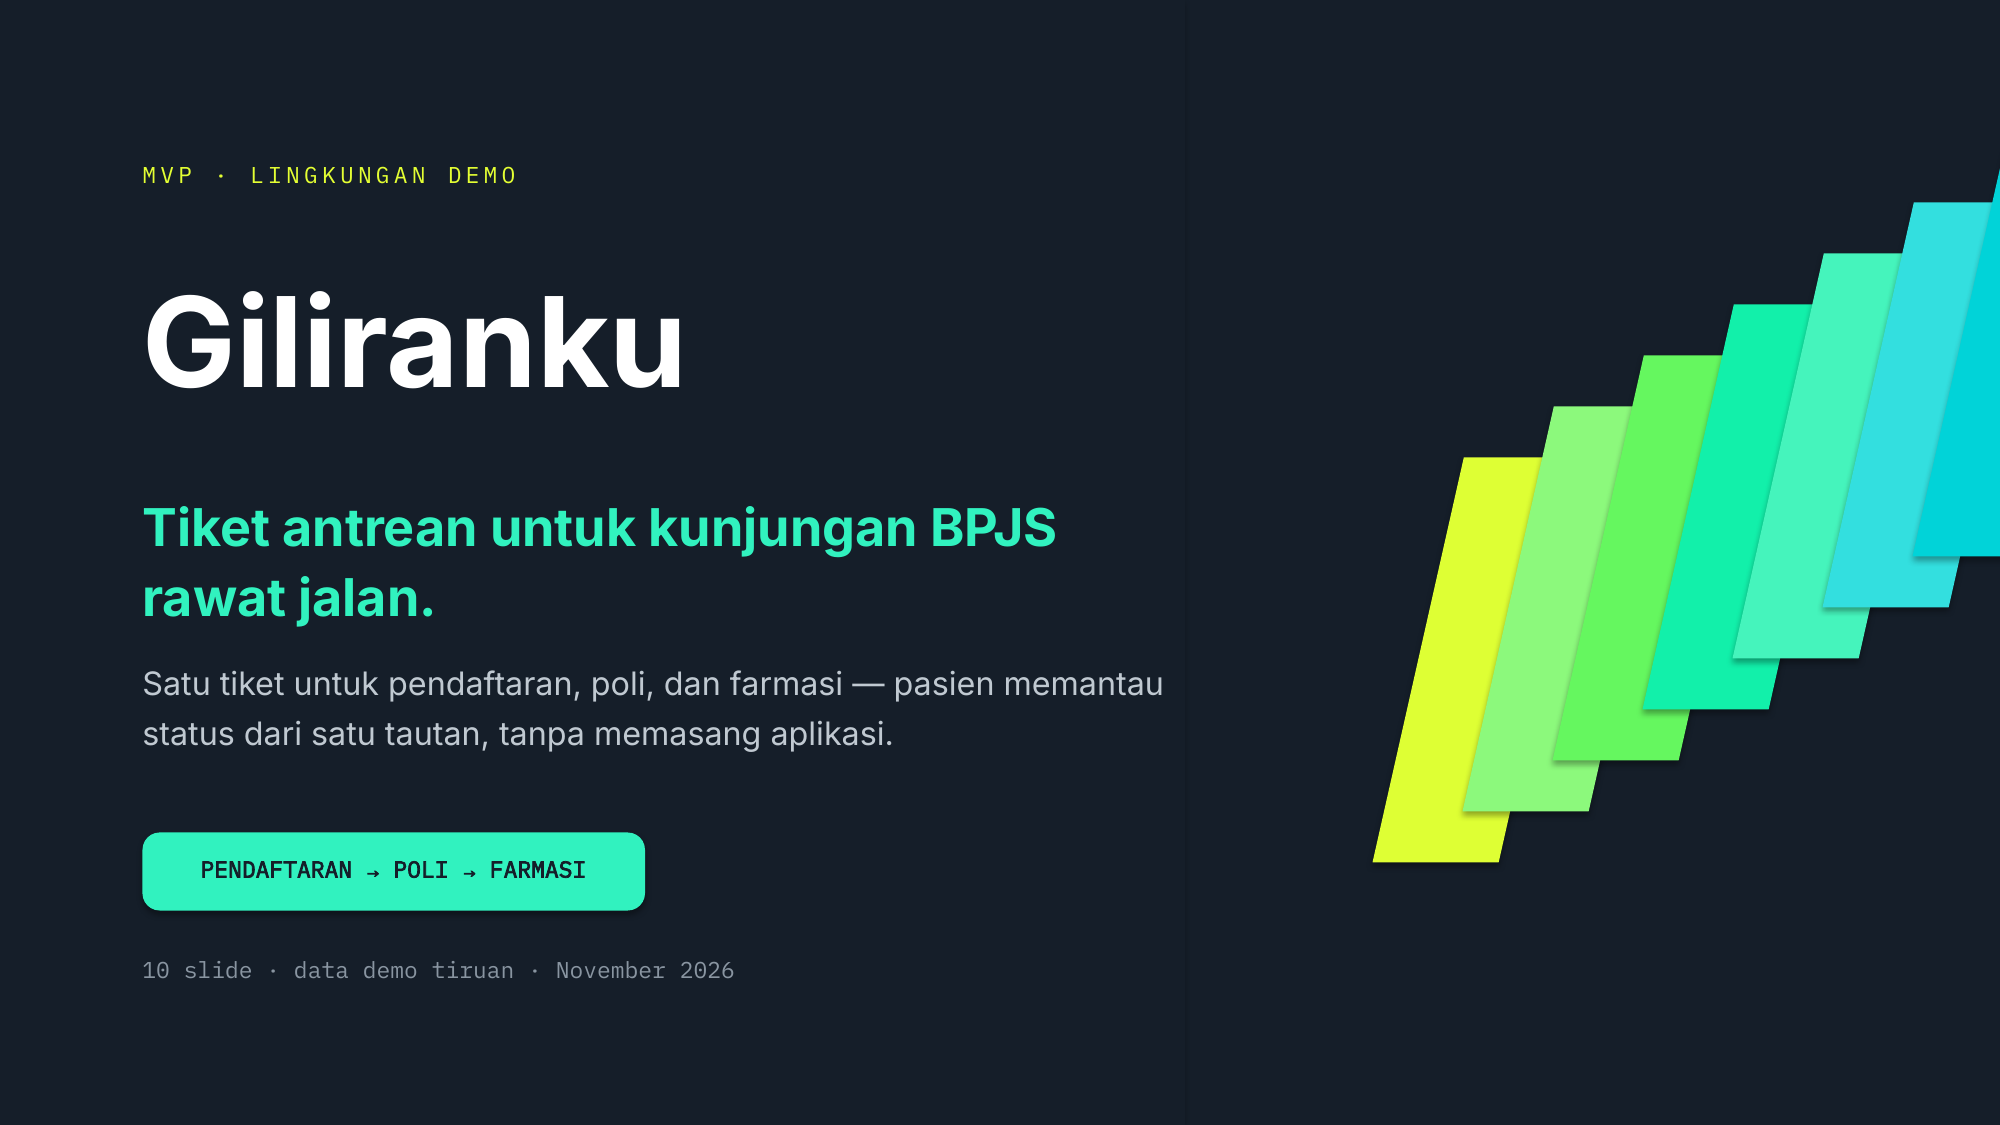 MVP · LINGKUNGAN DEMO
Giliranku
Tiket antrean untuk kunjungan BPJS
rawat jalan.
Satu tiket untuk pendaftaran, poli, dan farmasi — pasien memantau
status dari satu tautan, tanpa memasang aplikasi.
PENDAFTARAN → POLI → FARMASI
10 slide · data demo tiruan · November 2026